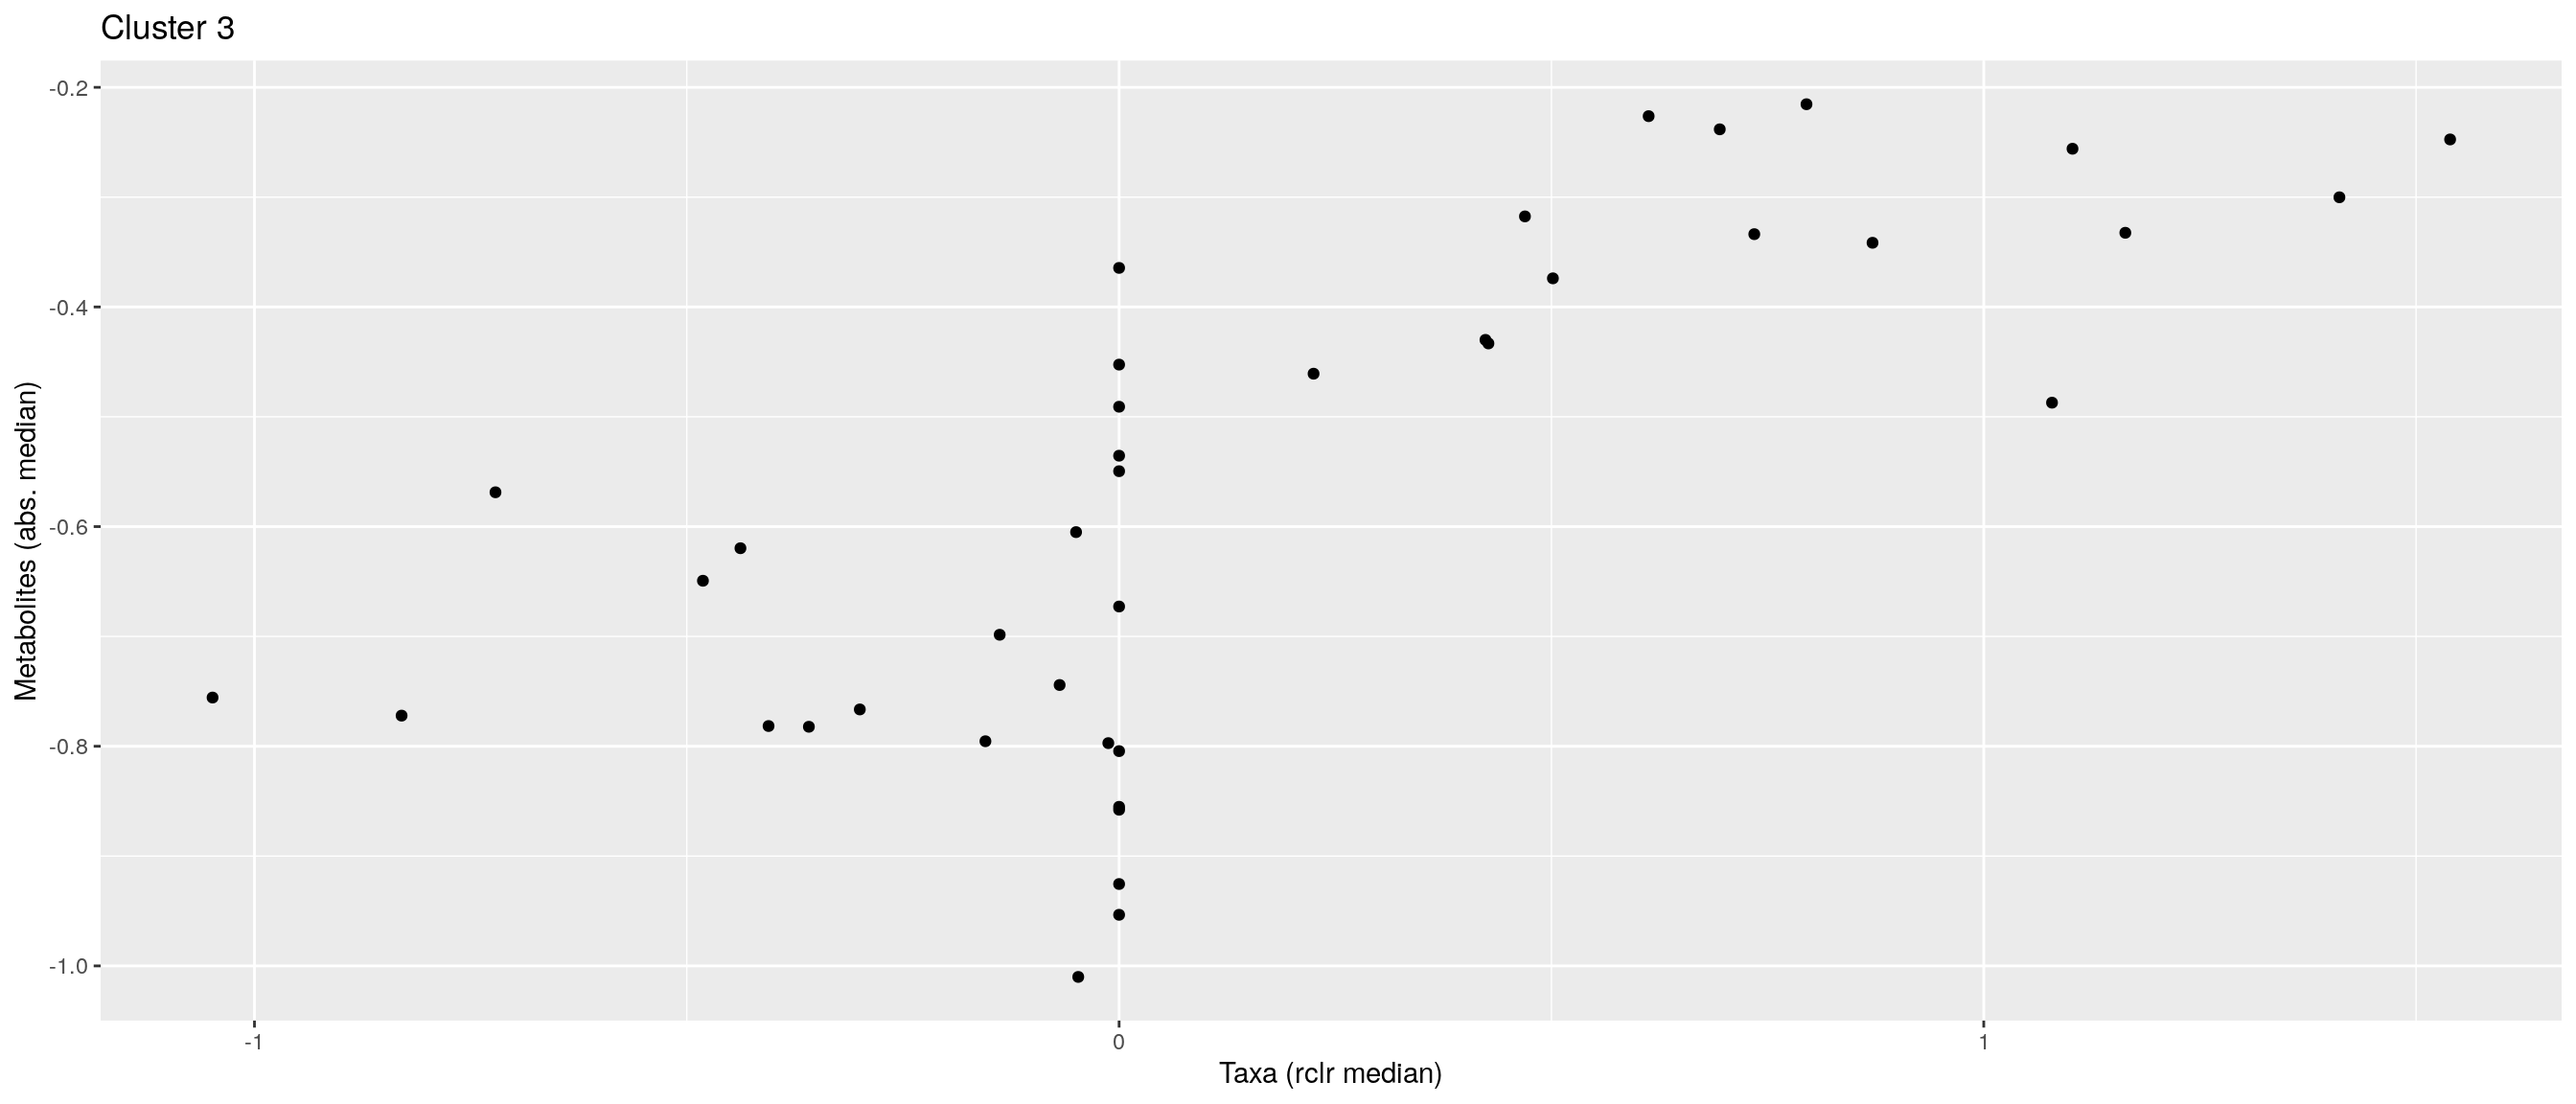 Cluster 3
Metabolites (abs. median)
-0.2
-0.4
-0.6
-0.8
-1.0
-1
0
1
Taxa (rclr median)